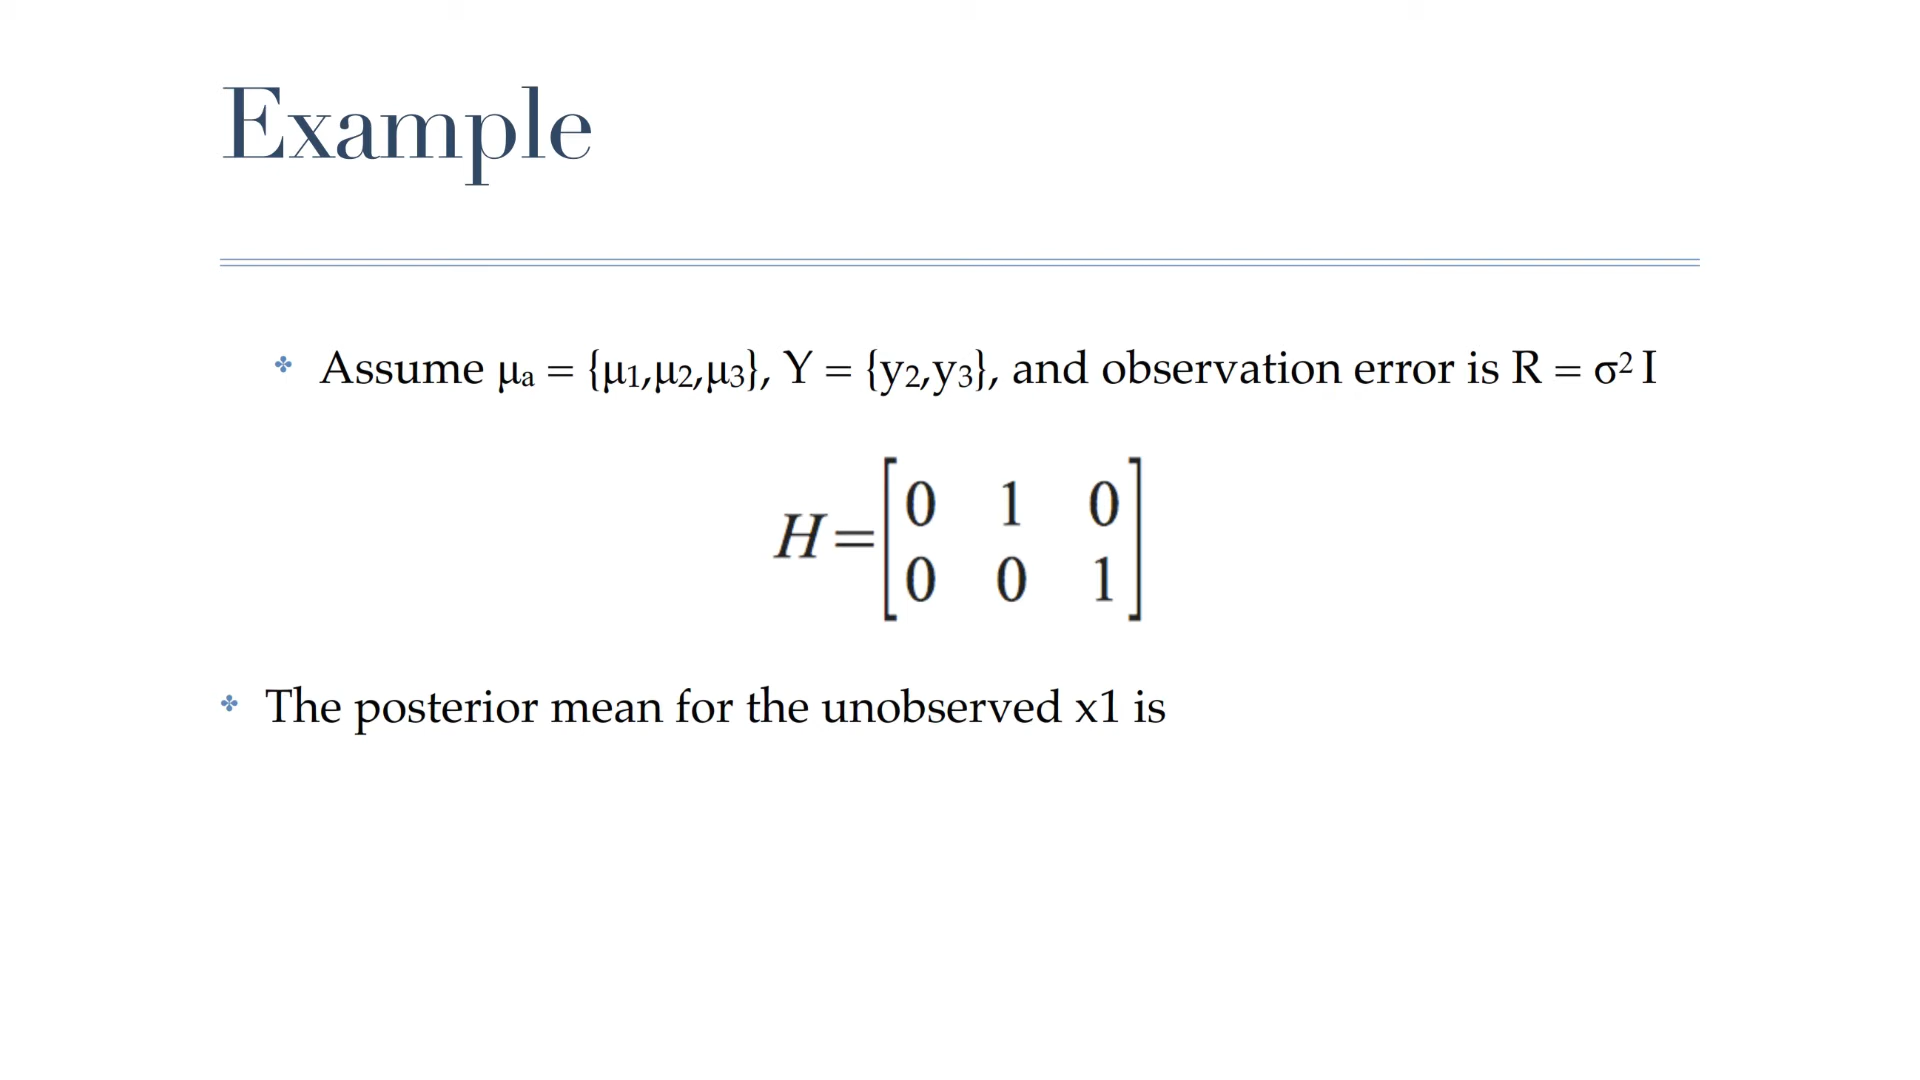 Example
Assume μₐ = {μ₁,μ₂,μ₃}, Y = {y₂,y₃}, and observation error is R = σ² I
H = [0 1 0
0 0 1]
The posterior mean for the unobserved x1 is